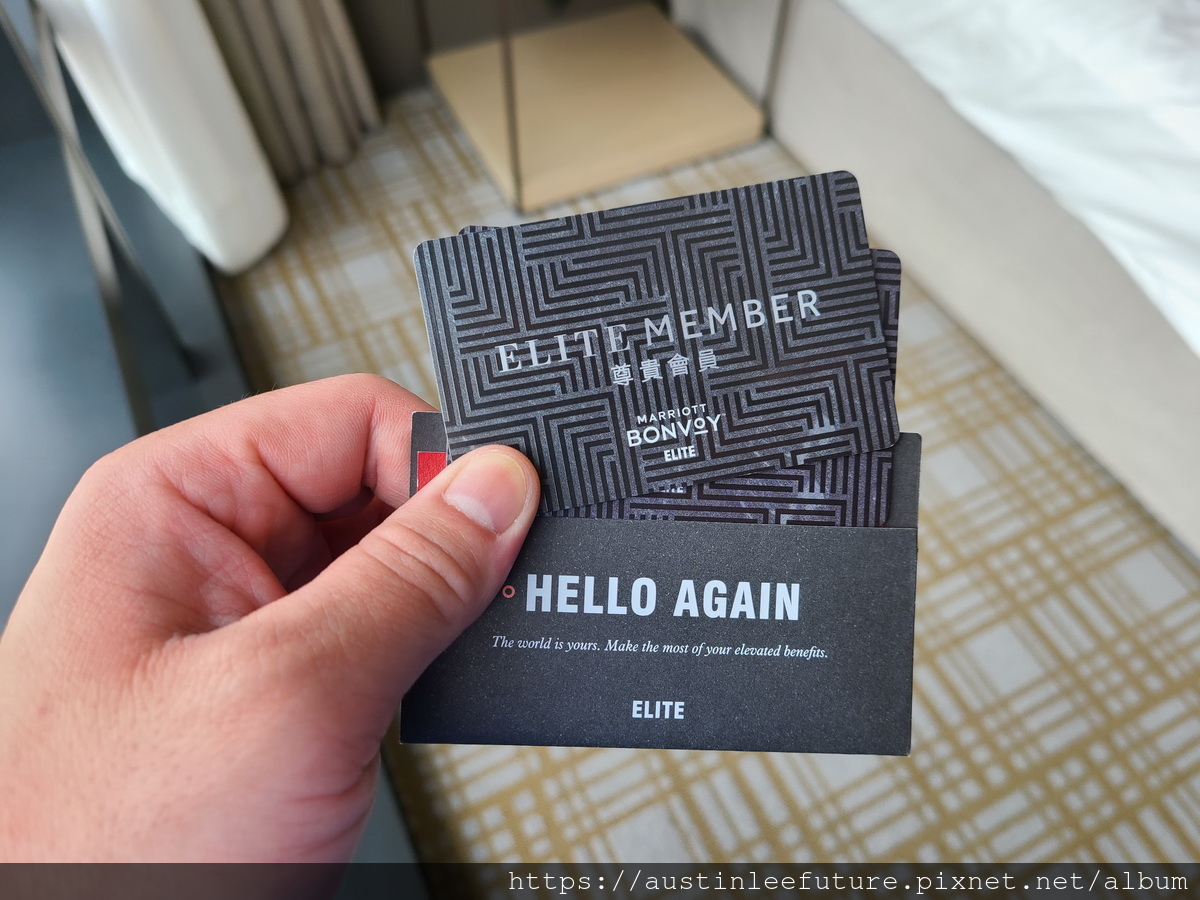 ELITE MEMBER
尊貴會員
MARRIOTT
BONVOY
ELITE
HELLO AGAIN
The world is yours. Make the most of your elevated benefits.
ELITE
https://austinleefuture.pixnet.net/album